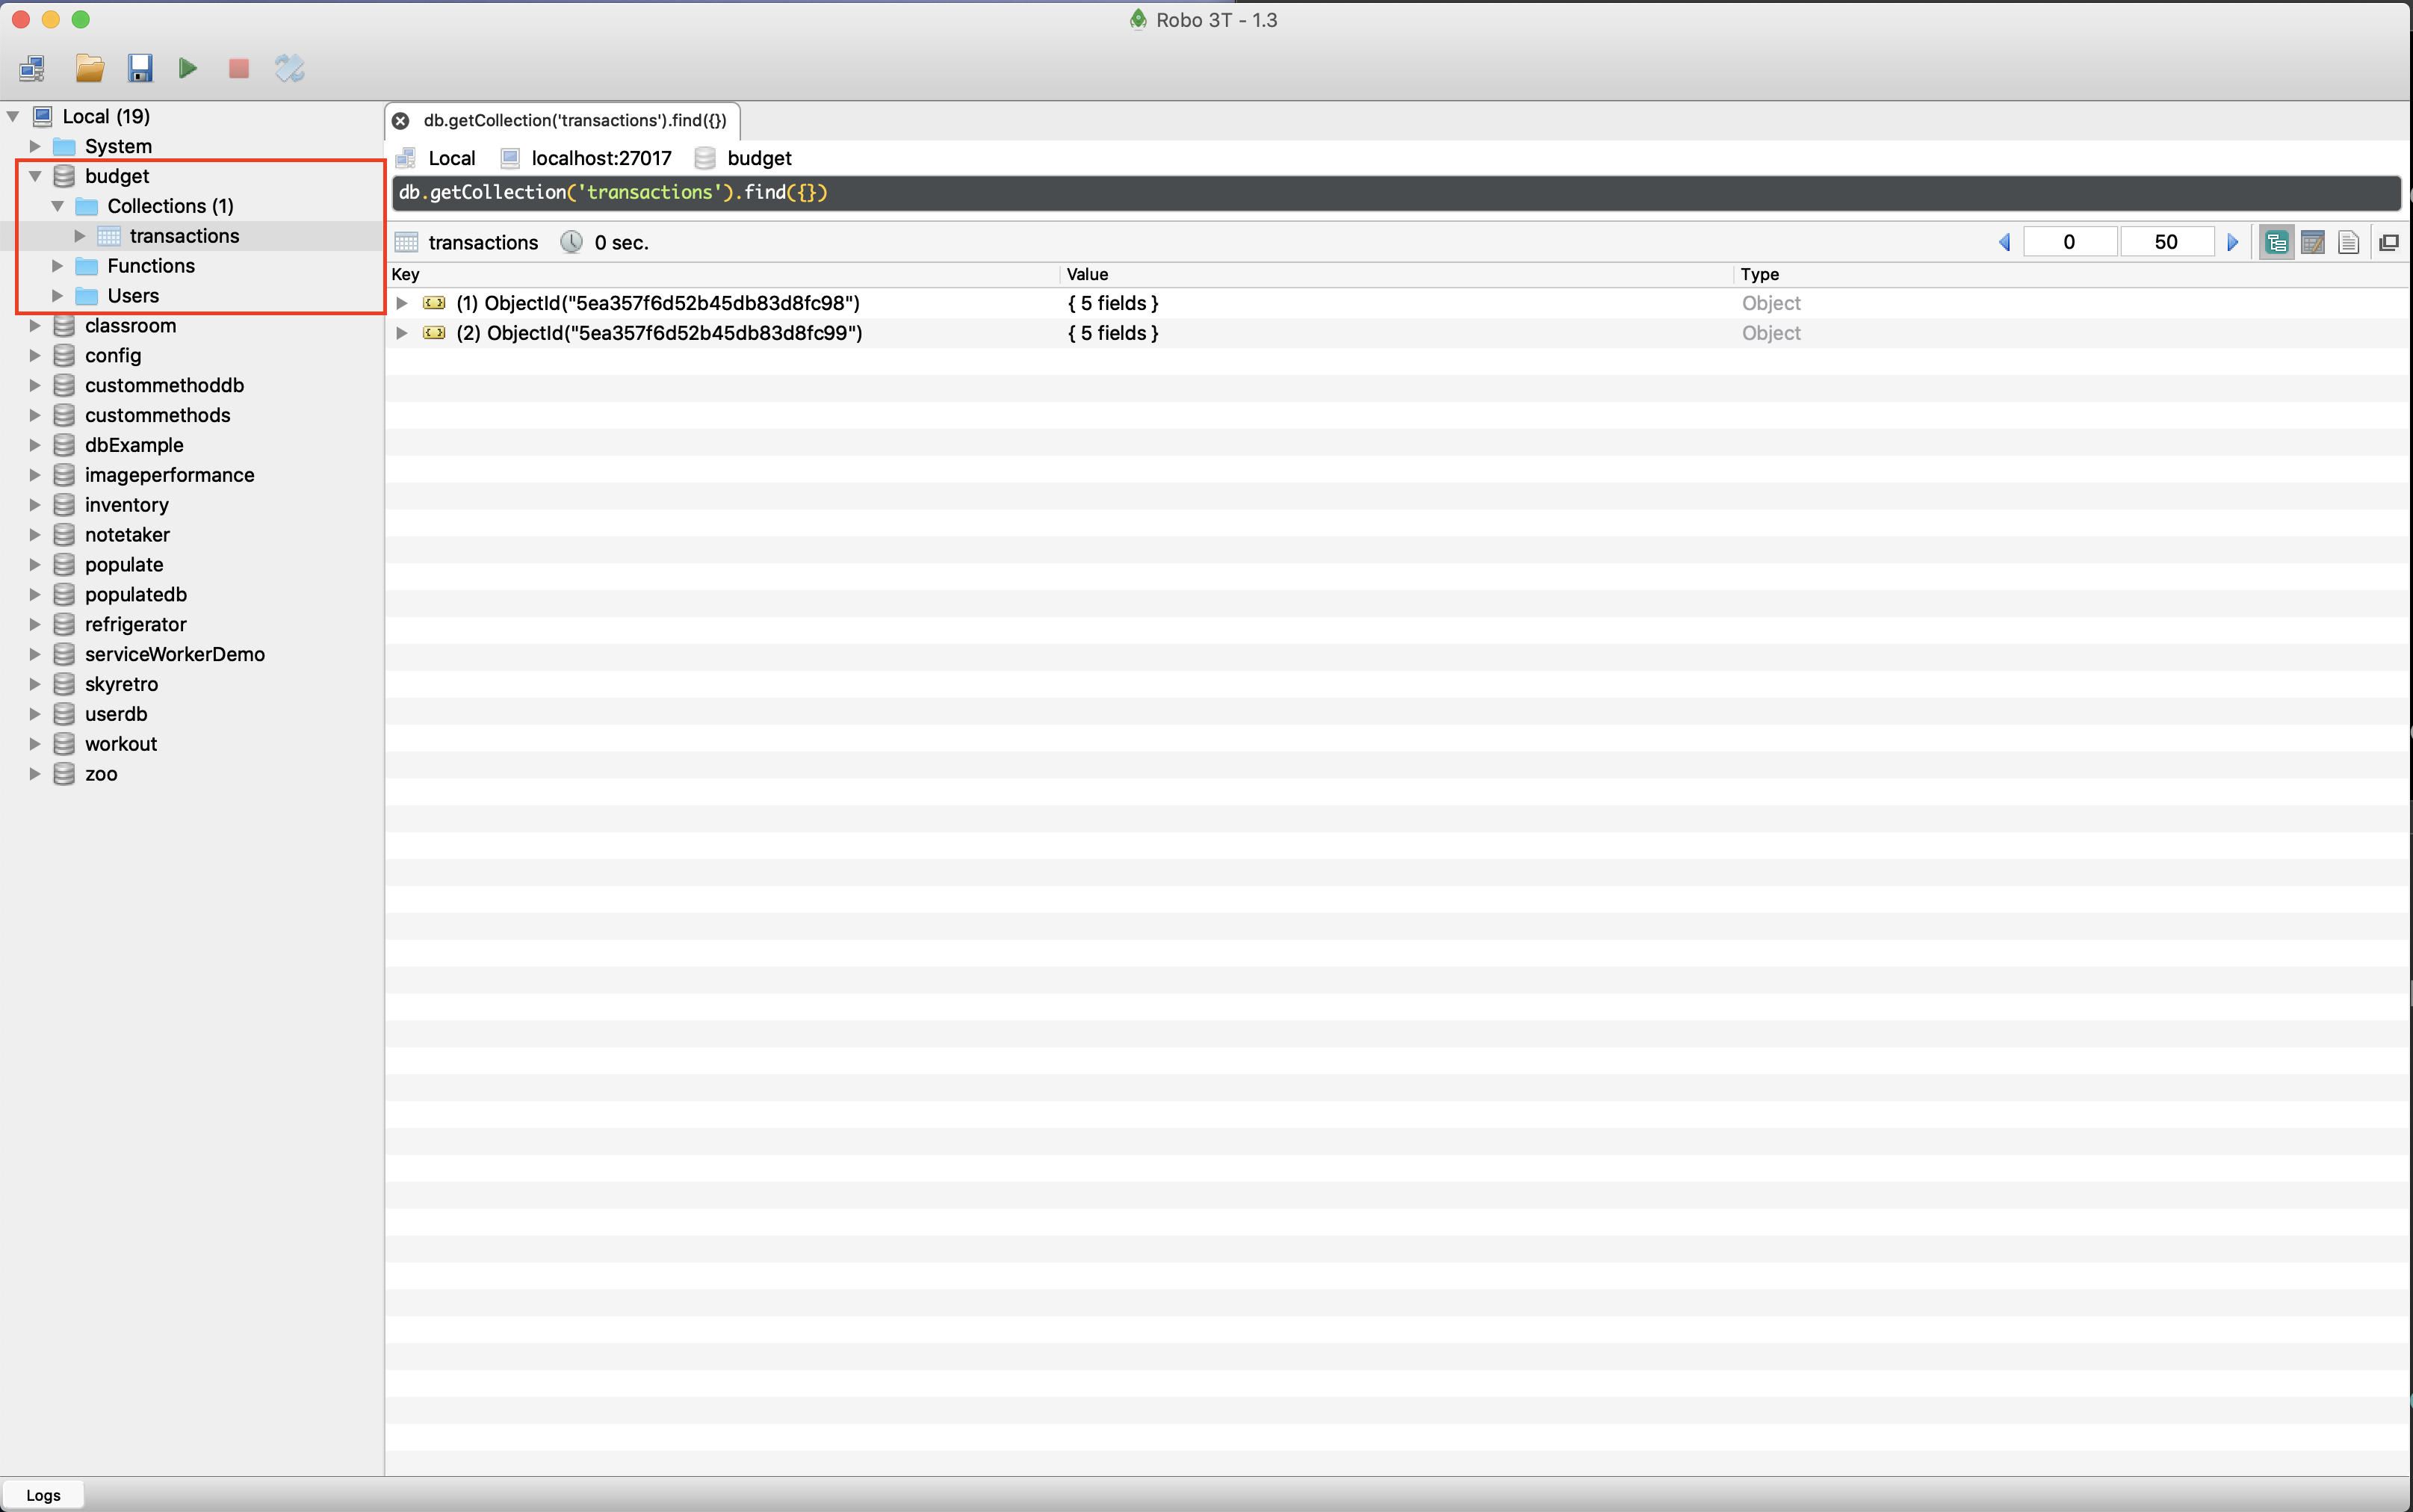 Robo 3T - 1.3
Local (19)
System
budget
Collections (1)
transactions
Functions
Users
classroom
config
custommethoddb
custommethods
dbExample
imageperformance
inventory
notetaker
populate
populatedb
refrigerator
serviceWorkerDemo
skyretro
userdb
workout
zoo
db.getCollection('transactions').find({})
Local localhost:27017 budget
db.getCollection('transactions').find({})
transactions 0 sec. 0 50
Key Value Type
(1) ObjectId("5ea357f6d52b45db83d8fc98") { 5 fields } Object
(2) ObjectId("5ea357f6d52b45db83d8fc99") { 5 fields } Object
Logs